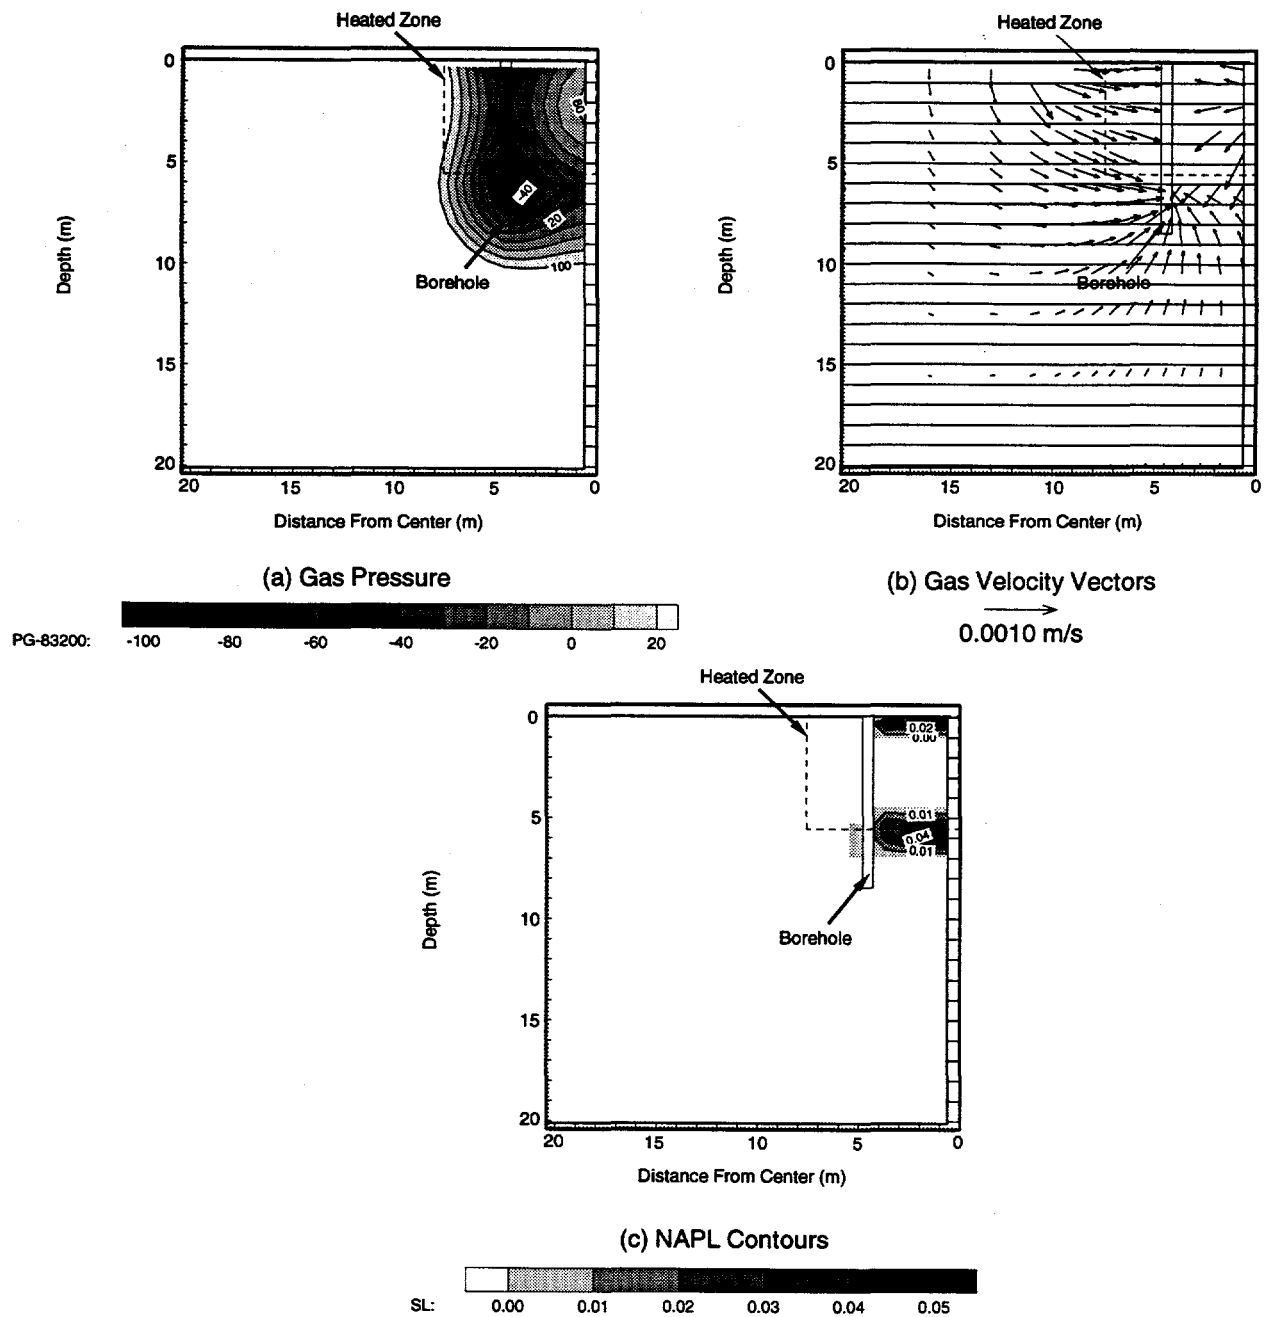 Heated Zone
0
5
10
15
20
20 15 10 5 0
80
-40
20
100
Borehole
Depth (m)
Distance From Center (m)
(a) Gas Pressure
PG-83200: -100 -80 -60 -40 -20 0 20
Heated Zone
0
5
10
15
20
20 15 10 5 0
Borehole
Depth (m)
Distance From Center (m)
(b) Gas Velocity Vectors
0.0010 m/s
Heated Zone
0
5
10
15
20
20 15 10 5 0
0.02
0.00
0.01
0.04
0.01
Borehole
Depth (m)
Distance From Center (m)
(c) NAPL Contours
SL: 0.00 0.01 0.02 0.03 0.04 0.05